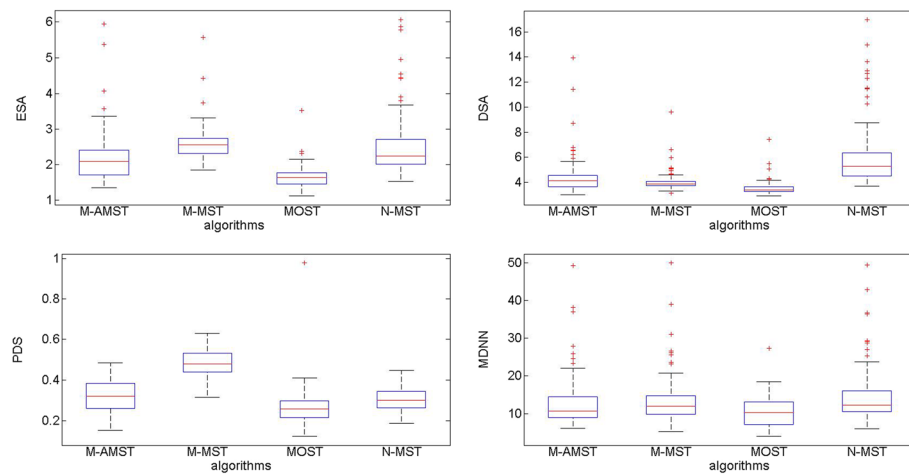 6
5
4
3
2
1
ESA
M-AMST M-MST MOST N-MST
algorithms
16
14
12
10
8
6
4
DSA
M-AMST M-MST MOST N-MST
algorithms
1
0.8
0.6
0.4
0.2
PDS
M-AMST M-MST MOST N-MST
algorithms
50
40
30
20
10
MDNN
M-AMST M-MST MOST N-MST
algorithms